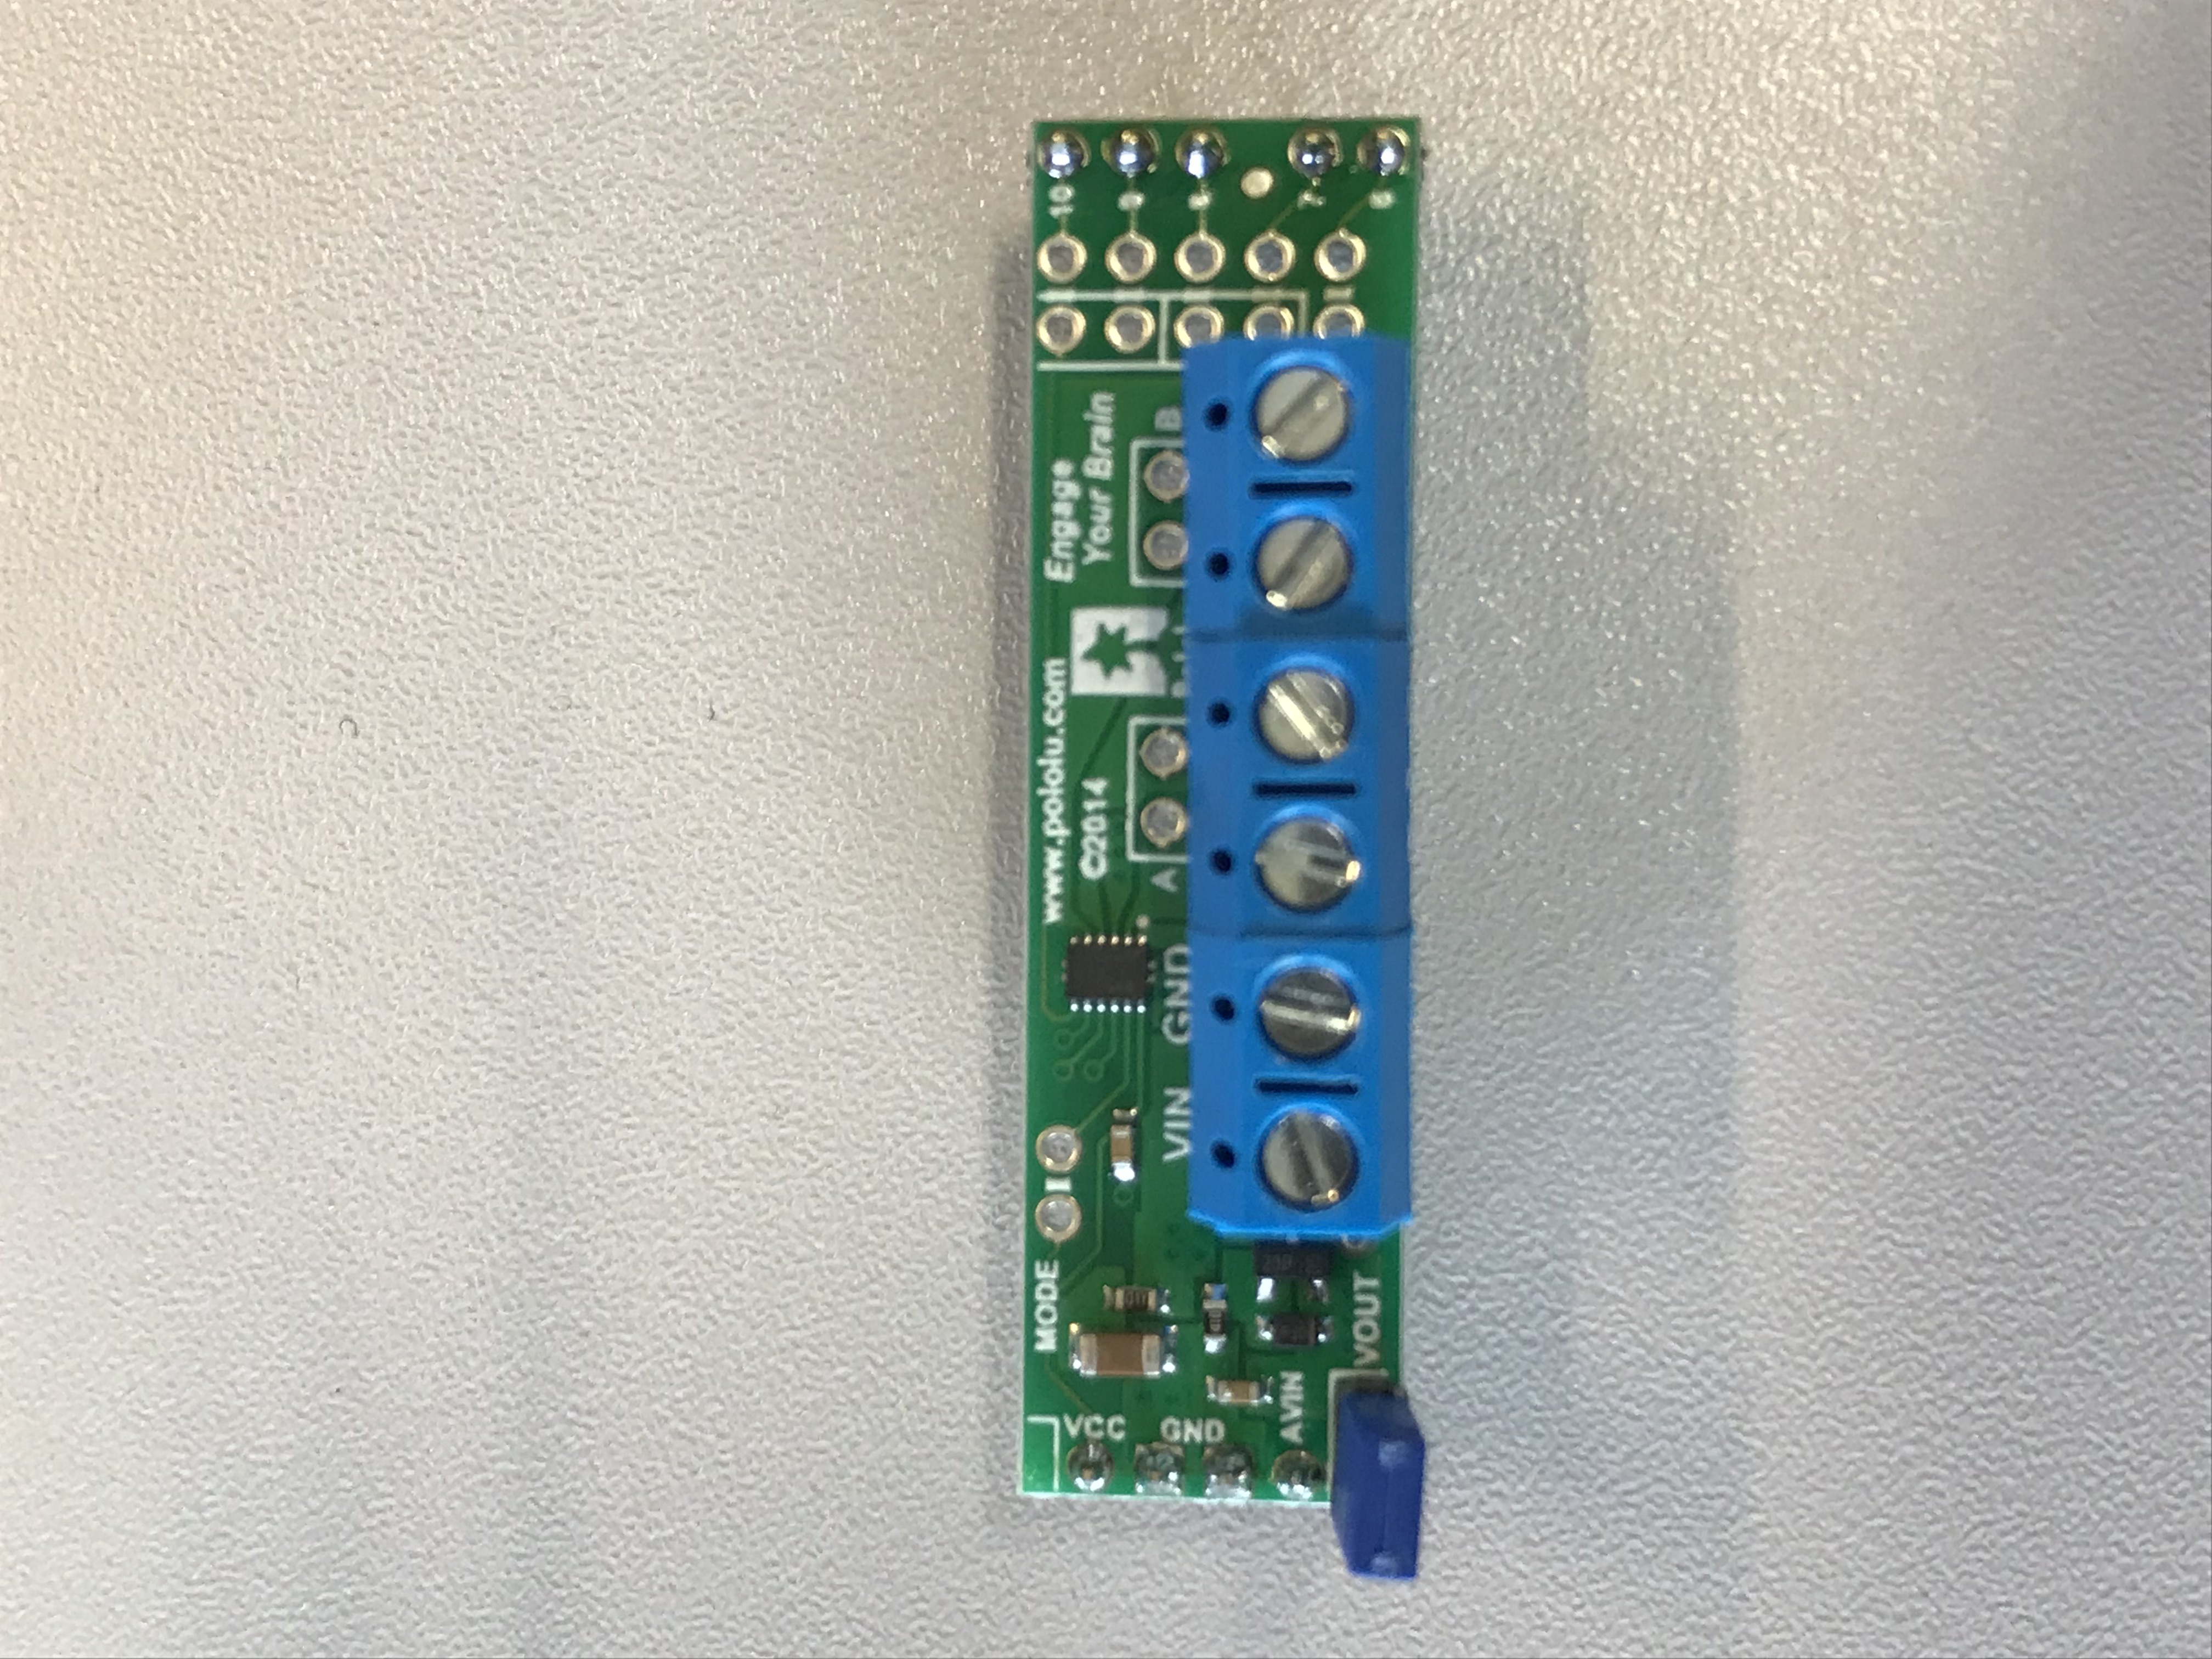 MODE
www.pololu.com
©2014
Engage
Your Brain
10
9
VCC
GND
VIN
GND
A
B
8
AVIN
7
VOUT
6